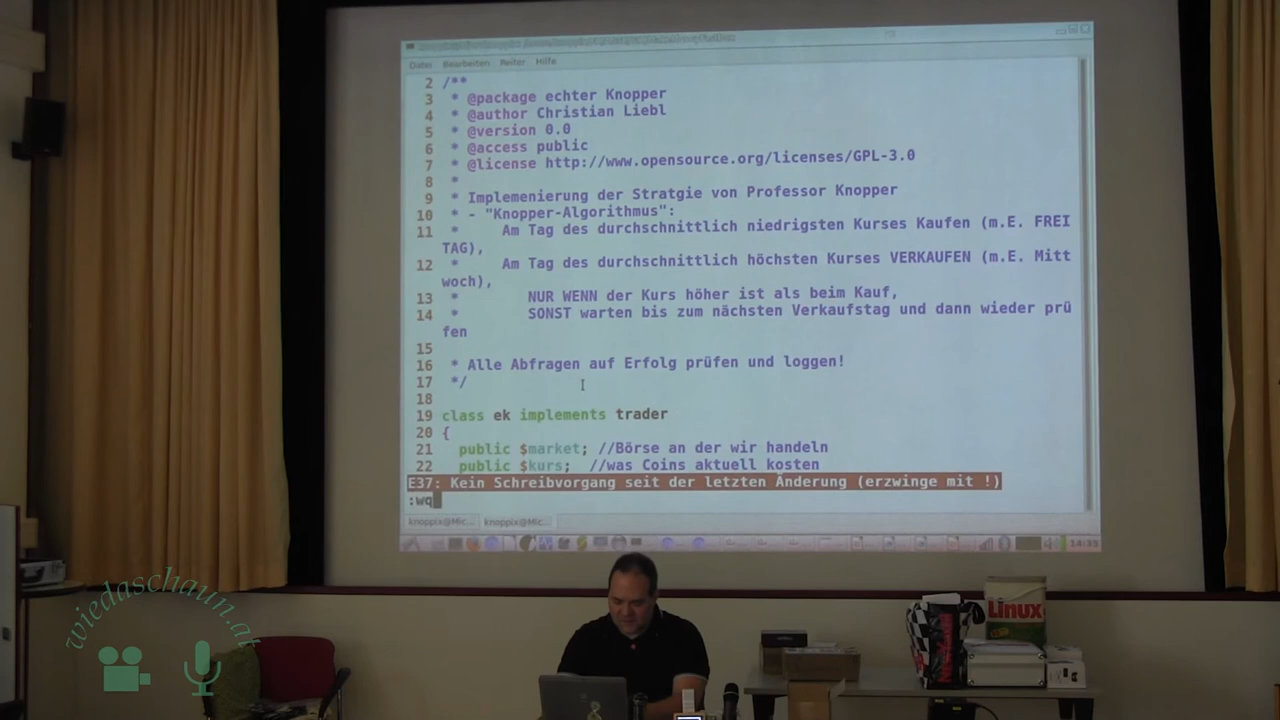 Datei Bearbeiten Reiter Hilfe
2 /**
3 * @package echter Knopper
4 * @author Christian Liebl
5 * @version 0.0
6 * @access public
7 * @license http://www.opensource.org/licenses/GPL-3.0
8 *
9 * Implemenierung der Stratgie von Professor Knopper
10 * - "Knopper-Algorithmus":
11 * Am Tag des durchschnittlich niedrigsten Kurses Kaufen (m.E. FREI
TAG),
12 * Am Tag des durchschnittlich höchsten Kurses VERKAUFEN (m.E. Mitt
woch),
13 * NUR WENN der Kurs höher ist als beim Kauf,
14 * SONST warten bis zum nächsten Verkaufstag und dann wieder prü
fen
15
16 * Alle Abfragen auf Erfolg prüfen und loggen!
17 */
18
19 class ek implements trader
20 {
21 public $market; //Börse an der wir handeln
22 public $kurs; //was Coins aktuell kosten
E37: Kein Schreibvorgang seit der letzten Änderung (erzwinge mit !)
:wq
knoppix@Mic... knoppix@Mic...
14:35
wiedaschaun.at
Linux